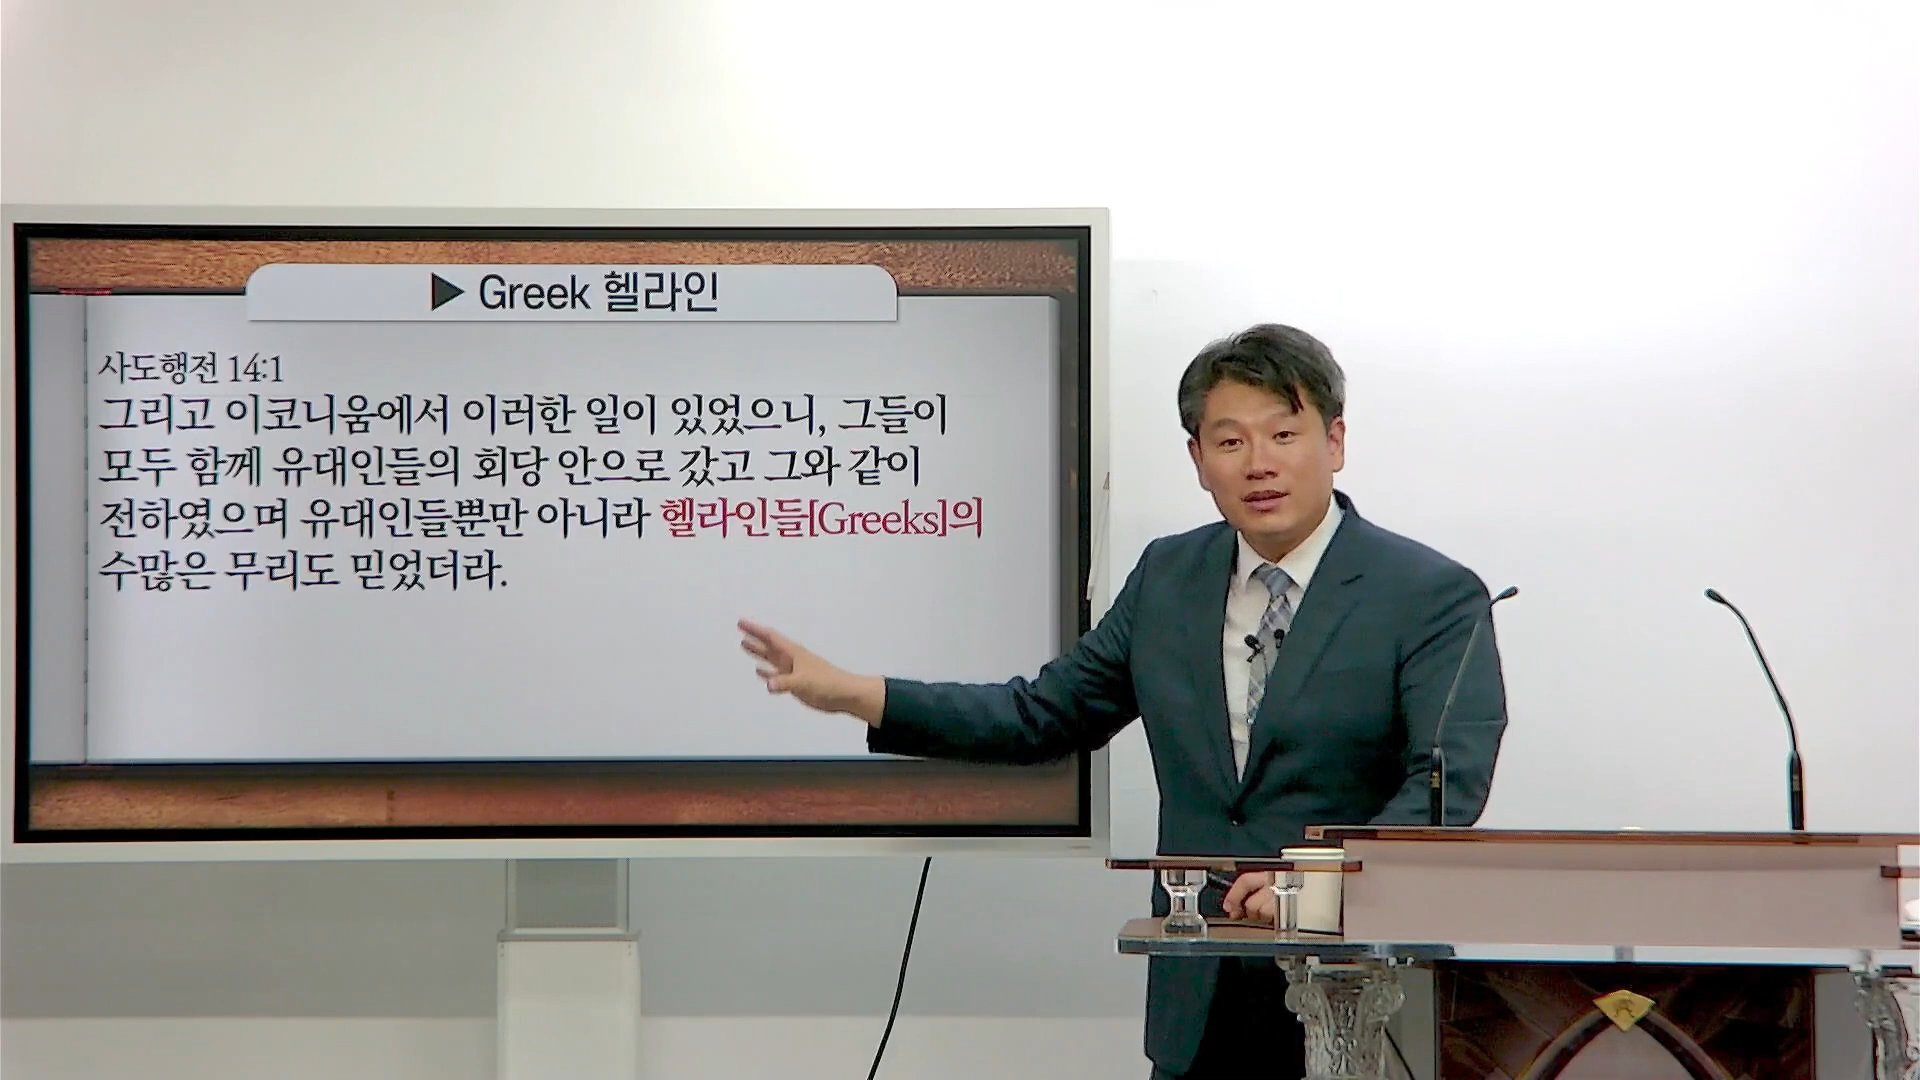 ▶ Greek 헬라인
사도행전 14:1
그리고 이코니움에서 이러한 일이 있었으니, 그들이
모두 함께 유대인들의 회당 안으로 갔고 그와 같이
전하였으며 유대인들뿐만 아니라 헬라인들[Greeks]의
수많은 무리도 믿었더라.